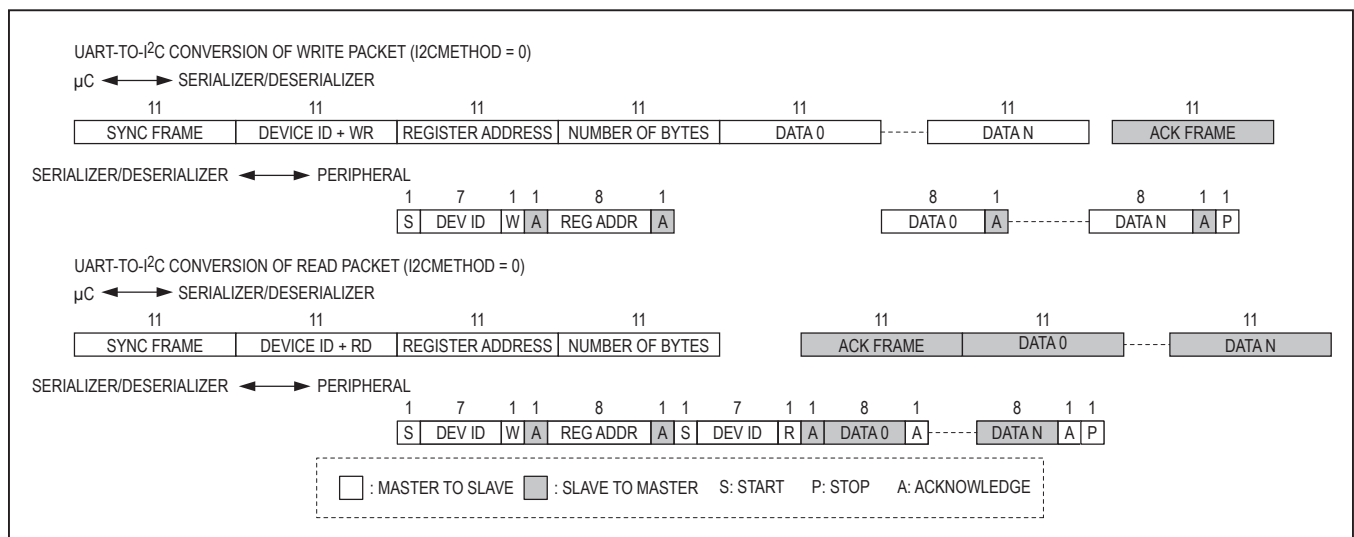 UART-TO-I2C CONVERSION OF WRITE PACKET (I2CMETHOD = 0)
µC SERIALIZER/DESERIALIZER
11 11 11 11 11 11 11
SYNC FRAME DEVICE ID + WR REGISTER ADDRESS NUMBER OF BYTES DATA 0 DATA N ACK FRAME
SERIALIZER/DESERIALIZER PERIPHERAL
1 7 1 1 8 1 8 1 8 1 1
S DEV ID W A REG ADDR A DATA 0 A DATA N A P
UART-TO-I2C CONVERSION OF READ PACKET (I2CMETHOD = 0)
µC SERIALIZER/DESERIALIZER
11 11 11 11 11 11 11
SYNC FRAME DEVICE ID + RD REGISTER ADDRESS NUMBER OF BYTES ACK FRAME DATA 0 DATA N
SERIALIZER/DESERIALIZER PERIPHERAL
1 7 1 1 8 1 1 7 1 1 8 1 8 1 1
S DEV ID W A REG ADDR A S DEV ID R A DATA 0 A DATA N A P
: MASTER TO SLAVE : SLAVE TO MASTER S: START P: STOP A: ACKNOWLEDGE